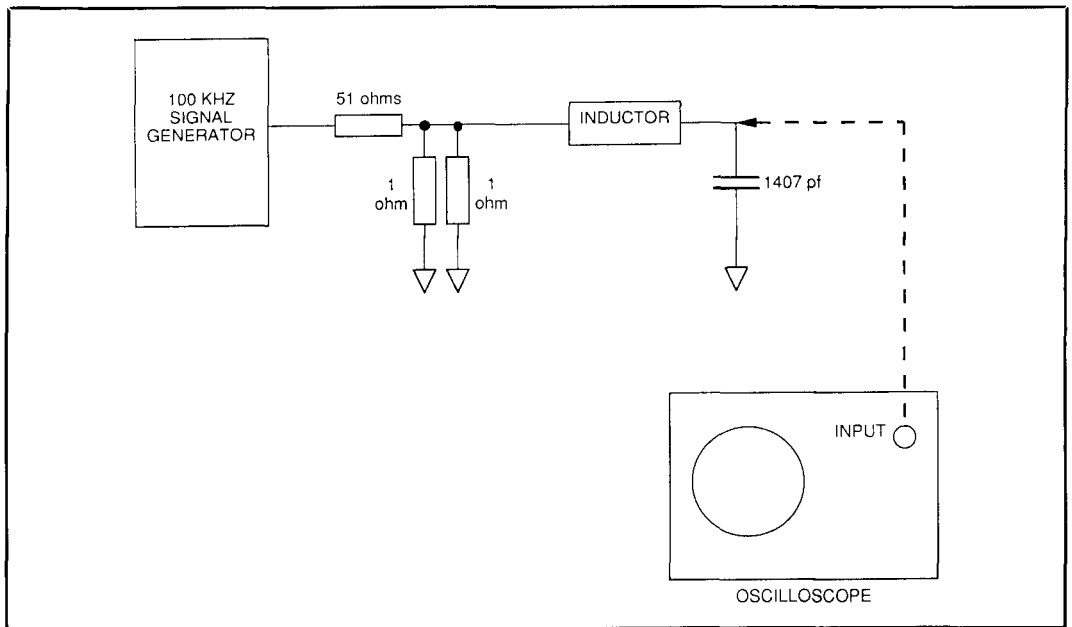 100 KHZ
SIGNAL
GENERATOR
51 ohms
INDUCTOR
1
ohm
1
ohm
1407 pf
INPUT
OSCILLOSCOPE